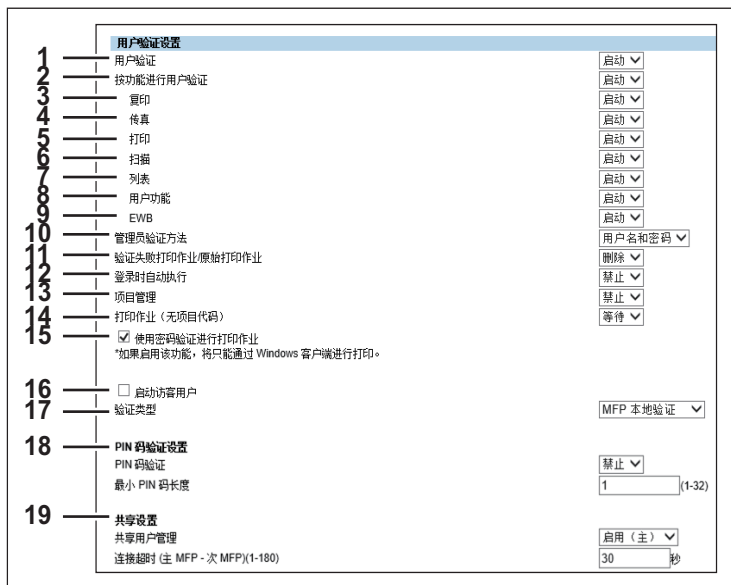 用户验证设置
1 用户验证 启动
2 按功能进行用户验证 启动
3 复印 启动
4 传真 启动
5 打印 启动
6 扫描 启动
7 列表 启动
8 用户功能 启动
9 EWB 启动
10 管理员验证方法 用户名和密码
11 验证失败打印作业/原始打印作业 删除
12 登录时自动执行 禁止
13 项目管理 禁止
14 打印作业（无项目代码） 等待
15 使用密码验证进行打印作业
*如果启用该功能，将只能通过 Windows 客户端进行打印。
16 启动访客用户
17 验证类型 MFP 本地验证
18 PIN 码验证设置
PIN 码验证 禁止
最小 PIN 码长度 1 (1-32)
19 共享设置
共享用户管理 启用（主）
连接超时 (主 MFP - 次 MFP)(1-180) 30 秒